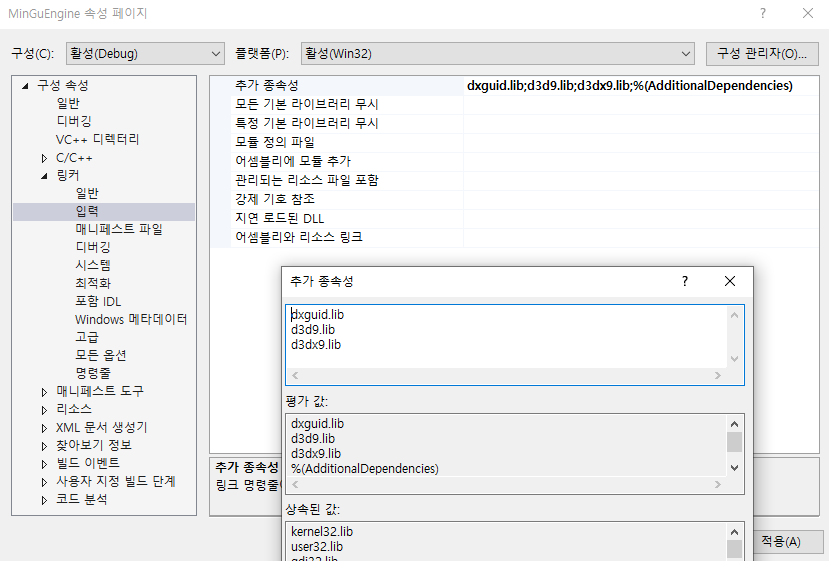 MinGuEngine 속성 페이지
구성(C): 활성(Debug) 플랫폼(P): 활성(Win32) 구성 관리자(O)...
구성 속성
일반
디버깅
VC++ 디렉터리
C/C++
링커
일반
입력
매니페스트 파일
디버깅
시스템
최적화
포함 IDL
Windows 메타데이터
고급
모든 옵션
명령줄
매니페스트 도구
리소스
XML 문서 생성기
찾아보기 정보
빌드 이벤트
사용자 지정 빌드 단계
코드 분석
추가 종속성 dxguid.lib;d3d9.lib;d3dx9.lib;%(AdditionalDependencies)
모든 기본 라이브러리 무시
특정 기본 라이브러리 무시
모듈 정의 파일
어셈블리에 모듈 추가
관리되는 리소스 파일 포함
강제 기호 참조
지연 로드된 DLL
어셈블리와 리소스 링크
추가 종속성
링크 명령줄
추가 종속성
dxguid.lib
d3d9.lib
d3dx9.lib
평가 값:
dxguid.lib
d3d9.lib
d3dx9.lib
%(AdditionalDependencies)
상속된 값:
kernel32.lib
user32.lib
적용(A)